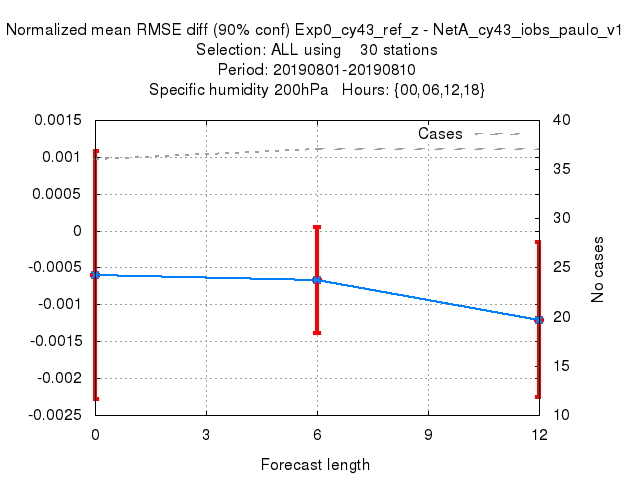 Normalized mean RMSE diff (90% conf) Exp0_cy43_ref_z - NetA_cy43_iobs_paulo_v1
Selection: ALL using 30 stations
Period: 20190801-20190810
Specific humidity 200hPa Hours: {00,06,12,18}
Cases
0.0015
0.001
0.0005
0
-0.0005
-0.001
-0.0015
-0.002
-0.0025
40
35
30
25
20
15
10
No cases
0 3 6 9 12
Forecast length